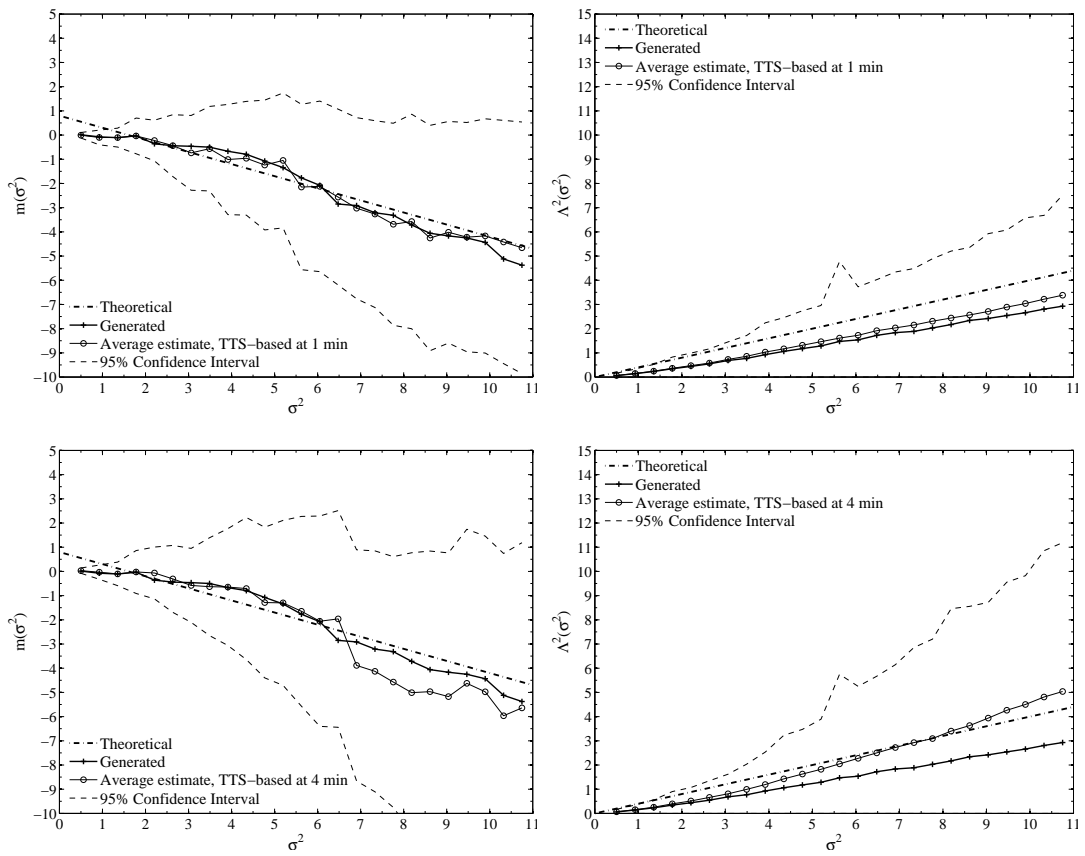 5
4
3
2
1
0
−1
−2
−3
−4
−5
−6
−7
−8
−9
−10
m(σ²)
Theoretical
Generated
Average estimate, TTS−based at 1 min
95% Confidence Interval
0 1 2 3 4 5 6 7 8 9 10 11
σ²
15
14
13
12
11
10
9
8
7
6
5
4
3
2
1
0
Λ²(σ²)
Theoretical
Generated
Average estimate, TTS−based at 1 min
95% Confidence Interval
0 1 2 3 4 5 6 7 8 9 10 11
σ²
5
4
3
2
1
0
−1
−2
−3
−4
−5
−6
−7
−8
−9
−10
m(σ²)
Theoretical
Generated
Average estimate, TTS−based at 4 min
95% Confidence Interval
0 1 2 3 4 5 6 7 8 9 10 11
σ²
15
14
13
12
11
10
9
8
7
6
5
4
3
2
1
0
Λ²(σ²)
Theoretical
Generated
Average estimate, TTS−based at 4 min
95% Confidence Interval
0 1 2 3 4 5 6 7 8 9 10 11
σ²